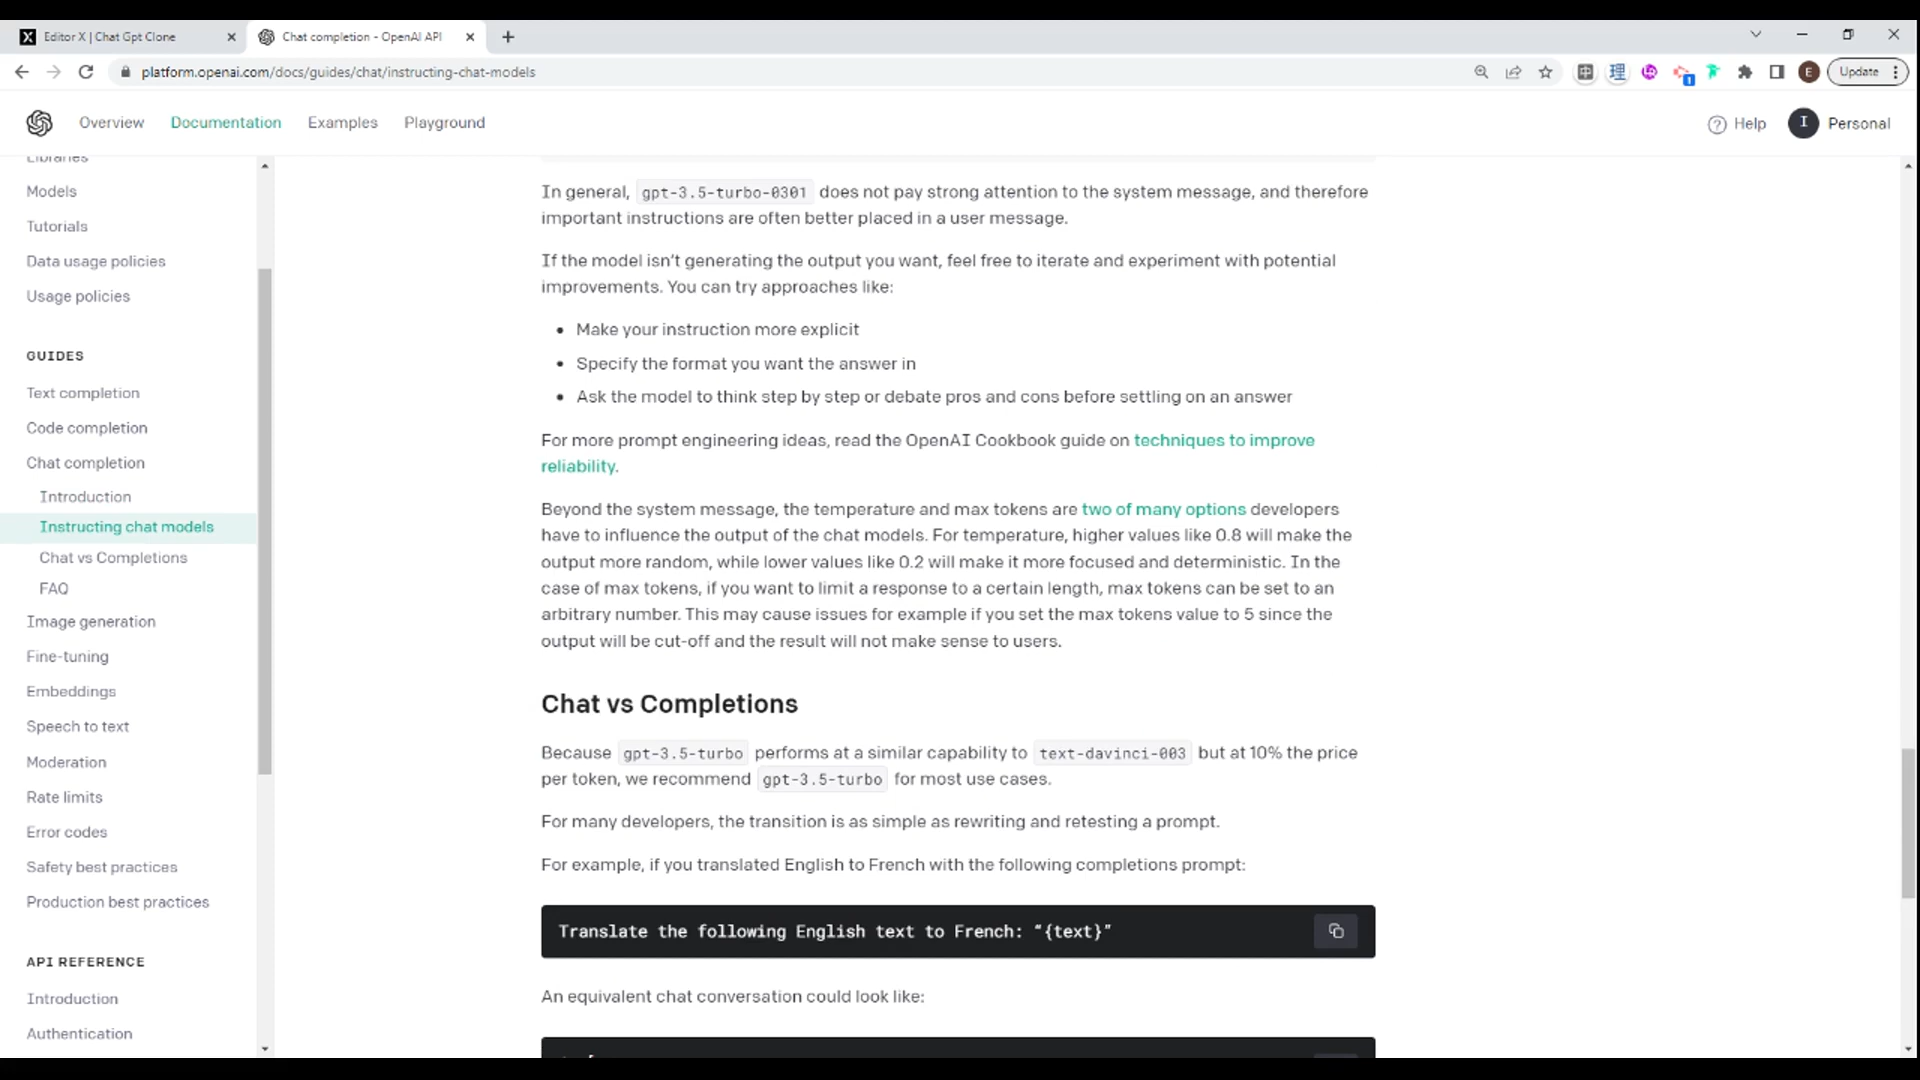 Editor X | Chat Gpt Clone
Chat completion - OpenAI API
platform.openai.com/docs/guides/chat/instructing-chat-models
E
Update
Overview
Documentation
Examples
Playground
Help
I
Personal
Libraries
Models
Tutorials
Data usage policies
Usage policies
GUIDES
Text completion
Code completion
Chat completion
Introduction
Instructing chat models
Chat vs Completions
FAQ
Image generation
Fine-tuning
Embeddings
Speech to text
Moderation
Rate limits
Error codes
Safety best practices
Production best practices
API REFERENCE
Introduction
Authentication
In general, gpt-3.5-turbo-0301 does not pay strong attention to the system message, and therefore
important instructions are often better placed in a user message.
If the model isn't generating the output you want, feel free to iterate and experiment with potential
improvements. You can try approaches like:
• Make your instruction more explicit
• Specify the format you want the answer in
• Ask the model to think step by step or debate pros and cons before settling on an answer
For more prompt engineering ideas, read the OpenAI Cookbook guide on techniques to improve
reliability.
Beyond the system message, the temperature and max tokens are two of many options developers
have to influence the output of the chat models. For temperature, higher values like 0.8 will make the
output more random, while lower values like 0.2 will make it more focused and deterministic. In the
case of max tokens, if you want to limit a response to a certain length, max tokens can be set to an
arbitrary number. This may cause issues for example if you set the max tokens value to 5 since the
output will be cut-off and the result will not make sense to users.
Chat vs Completions
Because gpt-3.5-turbo performs at a similar capability to text-davinci-003 but at 10% the price
per token, we recommend gpt-3.5-turbo for most use cases.
For many developers, the transition is as simple as rewriting and retesting a prompt.
For example, if you translated English to French with the following completions prompt:
Translate the following English text to French: “{text}”
An equivalent chat conversation could look like: